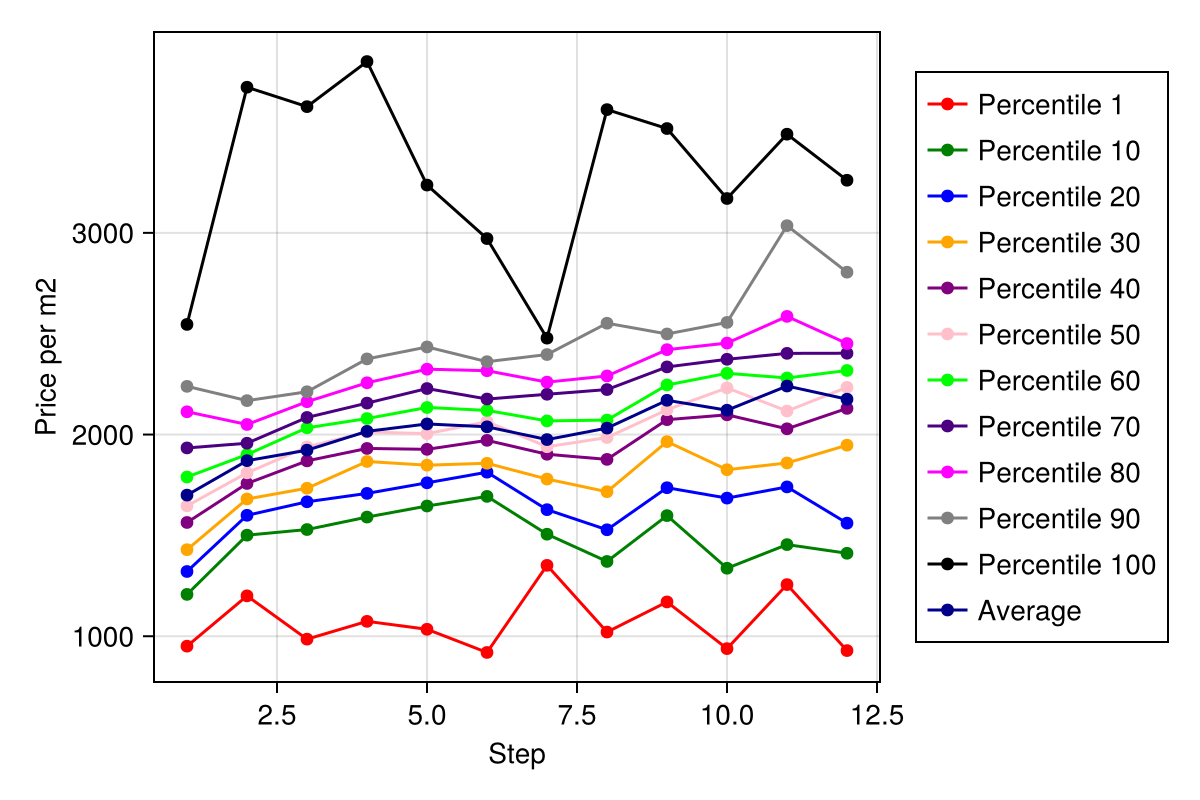 Price per m2
3000
2000
1000
2.5
5.0
7.5
10.0
12.5
Step
Percentile 1
Percentile 10
Percentile 20
Percentile 30
Percentile 40
Percentile 50
Percentile 60
Percentile 70
Percentile 80
Percentile 90
Percentile 100
Average